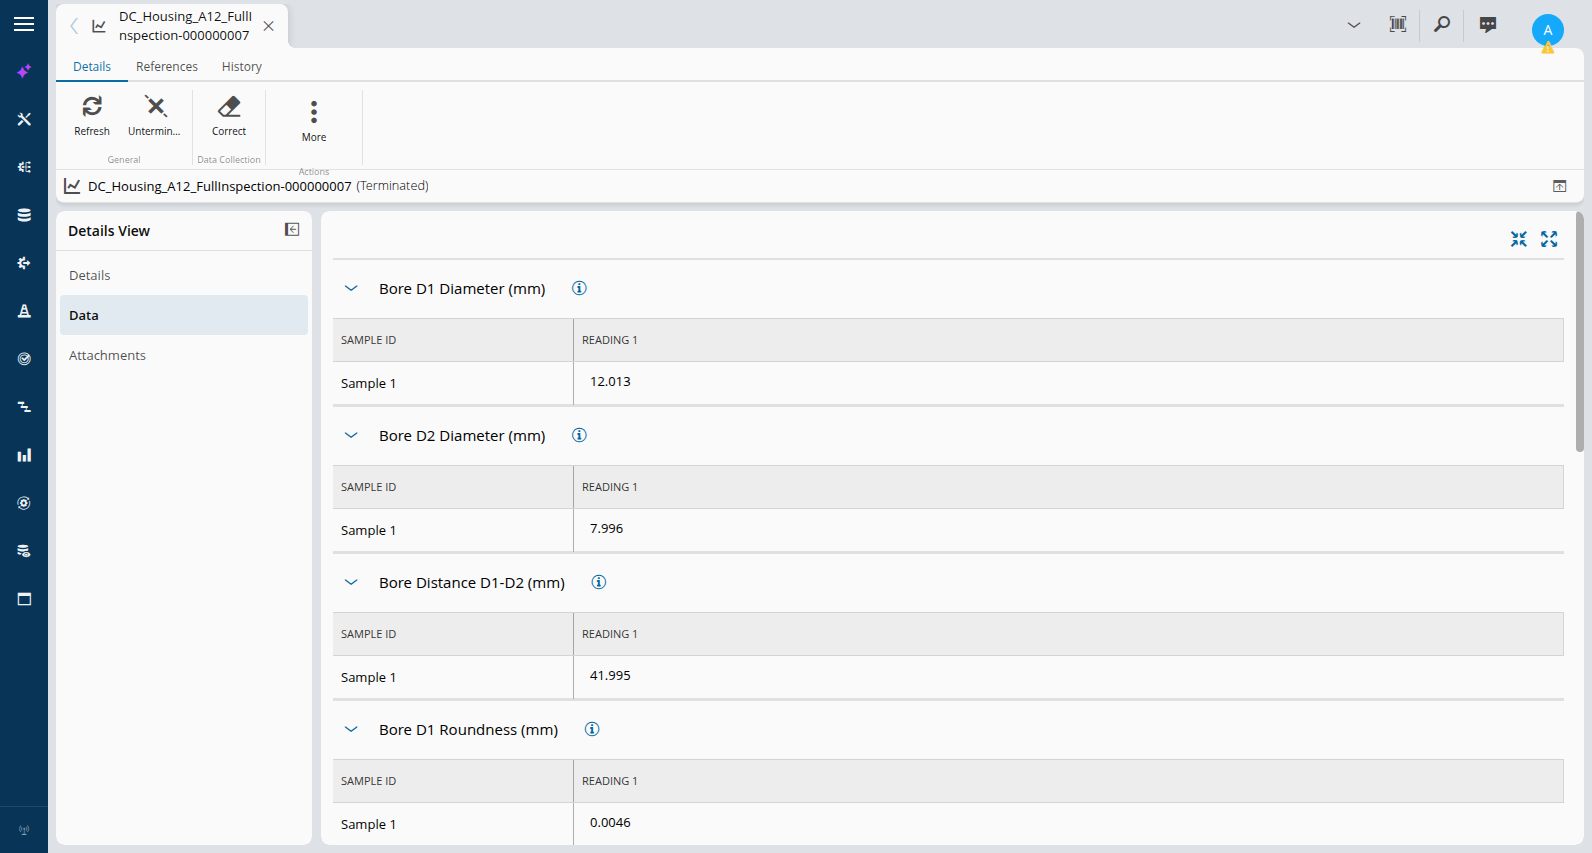 DC_Housing_A12_FullI
nspection-000000007
A
Details References History
Refresh Untermin... Correct More
General Data Collection Actions
DC_Housing_A12_FullInspection-000000007 (Terminated)
Details View
Details
Data
Attachments
Bore D1 Diameter (mm)
SAMPLE ID READING 1
Sample 1 12.013
Bore D2 Diameter (mm)
SAMPLE ID READING 1
Sample 1 7.996
Bore Distance D1-D2 (mm)
SAMPLE ID READING 1
Sample 1 41.995
Bore D1 Roundness (mm)
SAMPLE ID READING 1
Sample 1 0.0046